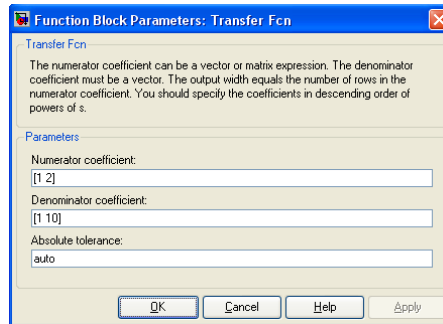 Function Block Parameters: Transfer Fcn
Transfer Fcn
The numerator coefficient can be a vector or matrix expression. The denominator
coefficient must be a vector. The output width equals the number of rows in the
numerator coefficient. You should specify the coefficients in descending order of
powers of s.
Parameters
Numerator coefficient:
[1 2]
Denominator coefficient:
[1 10]
Absolute tolerance:
auto
OK Cancel Help Apply